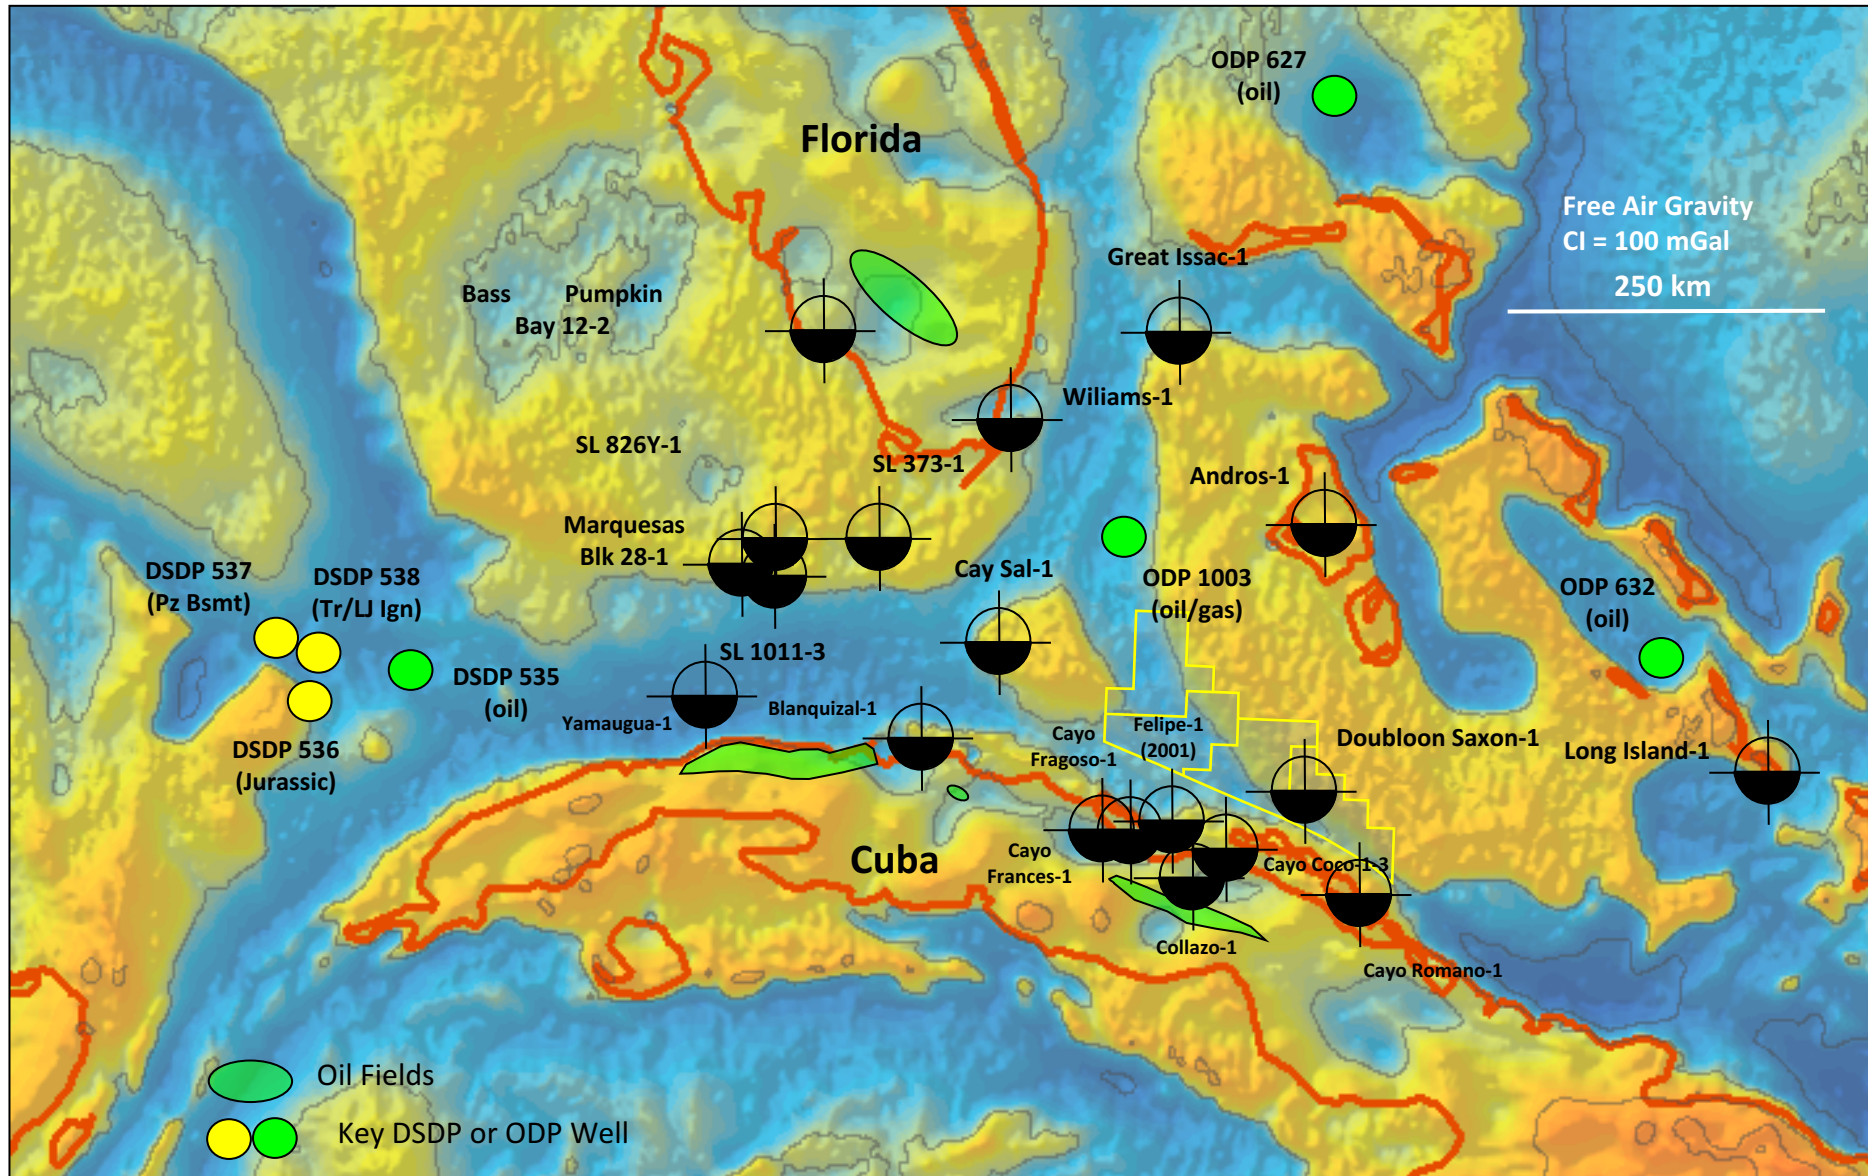 ODP 627
(oil)
Florida
Free Air Gravity
CI = 100 mGal
250 km
Great Issac-1
Bass Pumpkin
Bay 12-2
Wiliams-1
SL 826Y-1
SL 373-1
Andros-1
Marquesas
Blk 28-1
Cay Sal-1
ODP 1003
(oil/gas)
ODP 632
(oil)
DSDP 537
(Pz Bsmt)
DSDP 538
(Tr/LJ Ign)
SL 1011-3
DSDP 535
(oil)
Yamaugua-1
Blanquizal-1
Cayo
Fragoso-1
Felipe-1
(2001)
Doubloon Saxon-1
Long Island-1
DSDP 536
(Jurassic)
Cuba
Cayo
Frances-1
Cayo Coco-1-3
Collazo-1
Cayo Romano-1
Oil Fields
Key DSDP or ODP Well